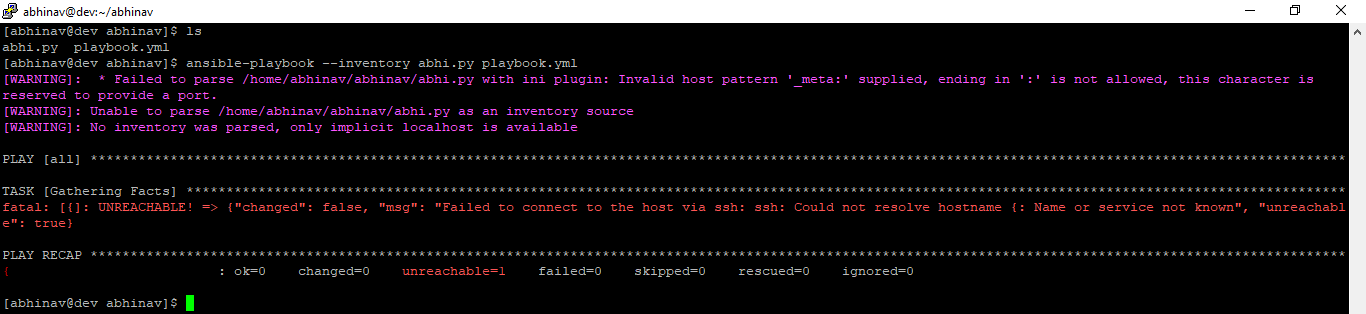 abhinav@dev:~/abhinav
[abhinav@dev abhinav]$ ls
abhi.py  playbook.yml
[abhinav@dev abhinav]$ ansible-playbook --inventory abhi.py playbook.yml
[WARNING]:  * Failed to parse /home/abhinav/abhinav/abhi.py with ini plugin: Invalid host pattern '_meta:' supplied, ending in ':' is not allowed, this character is
reserved to provide a port.
[WARNING]: Unable to parse /home/abhinav/abhinav/abhi.py as an inventory source
[WARNING]: No inventory was parsed, only implicit localhost is available
PLAY [all] *************************************************************************************************************************************************************
TASK [Gathering Facts] *************************************************************************************************************************************************
fatal: [{]: UNREACHABLE! => {"changed": false, "msg": "Failed to connect to the host via ssh: ssh: Could not resolve hostname {: Name or service not known", "unreachabl
e": true}
PLAY RECAP *************************************************************************************************************************************************************
{                          : ok=0    changed=0    unreachable=1    failed=0    skipped=0    rescued=0    ignored=0
[abhinav@dev abhinav]$